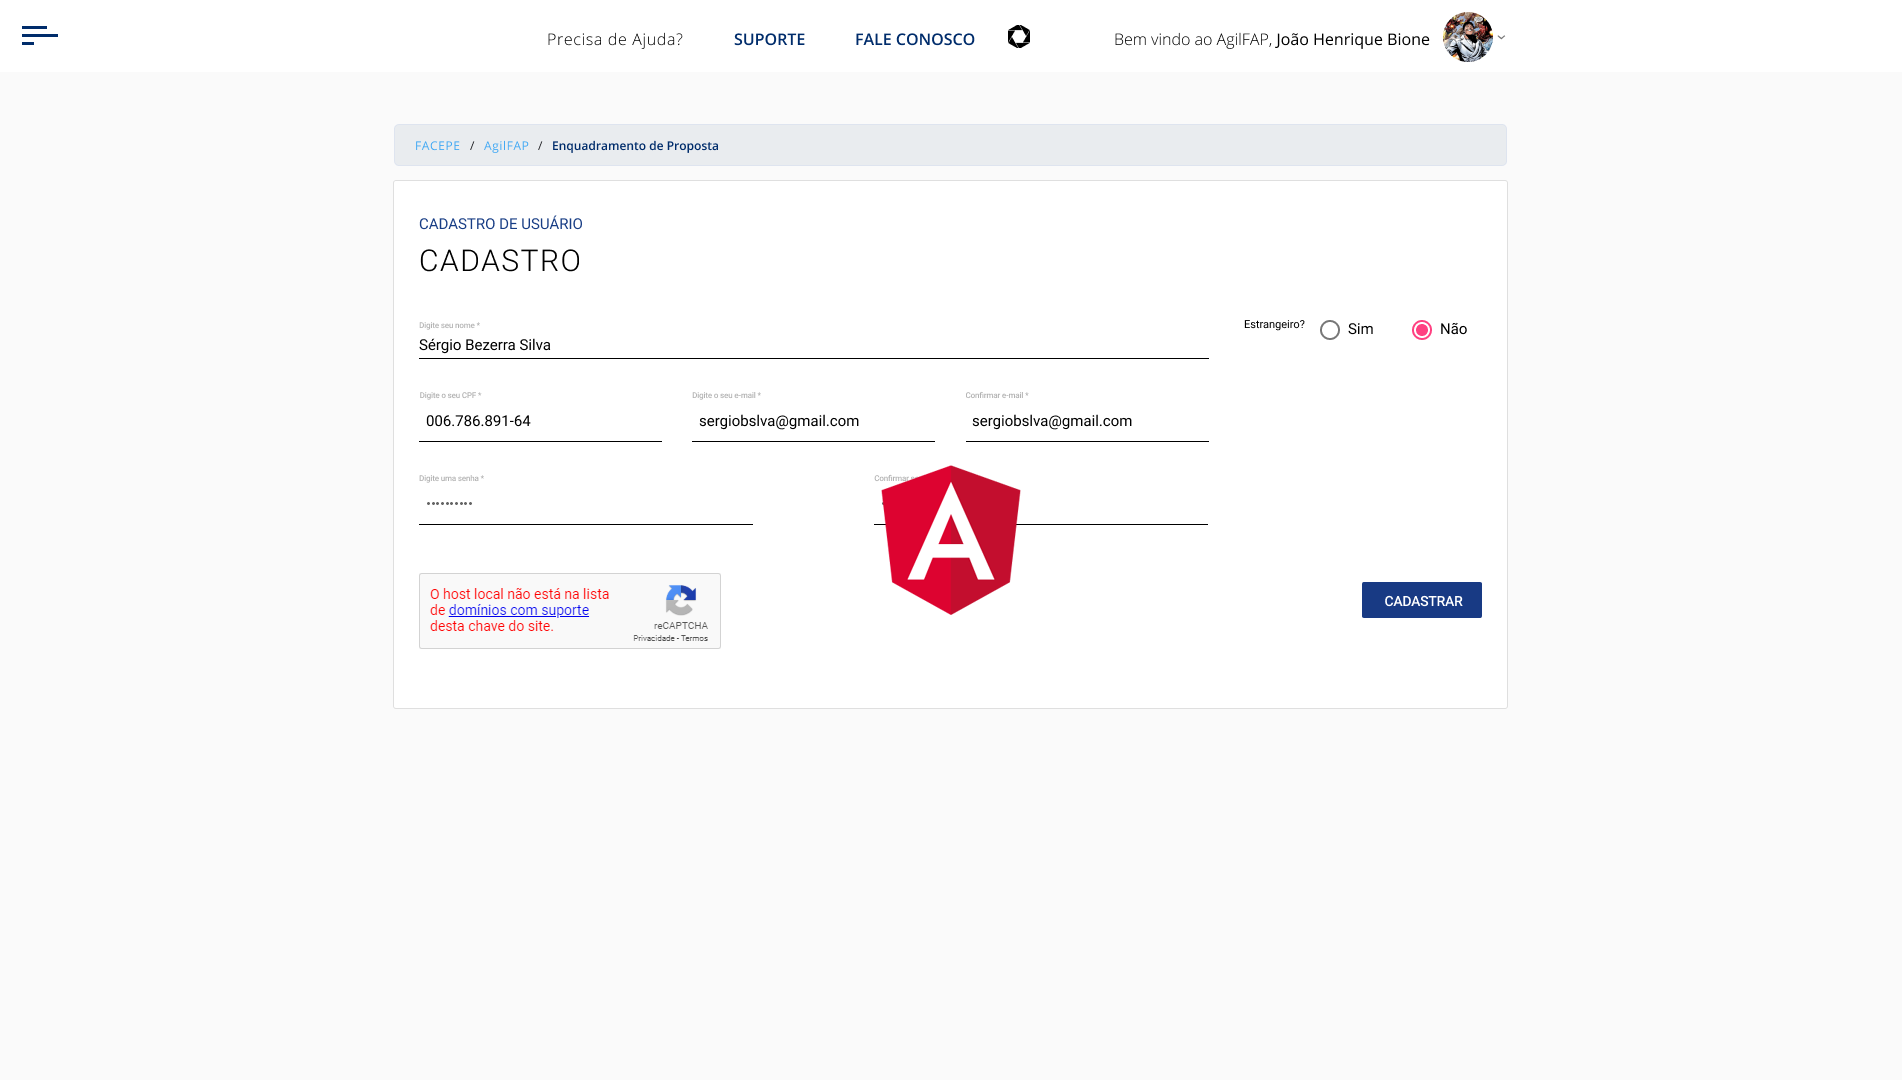 Precisa de Ajuda? SUPORTE FALE CONOSCO Bem vindo ao AgilFAP, João Henrique Bione
FACEPE / AgilFAP / Enquadramento de Proposta
CADASTRO DE USUÁRIO
CADASTRO
Digite seu nome *
Sérgio Bezerra Silva
Estrangeiro? Sim Não
Digite o seu CPF * Digite o seu e-mail * Confirmar e-mail *
006.786.891-64 sergiobslva@gmail.com sergiobslva@gmail.com
Digite uma senha * Confirmar
••••••••••
O host local não está na lista
de domínios com suporte
desta chave do site.
reCAPTCHA
Privacidade - Termos
CADASTRAR
A